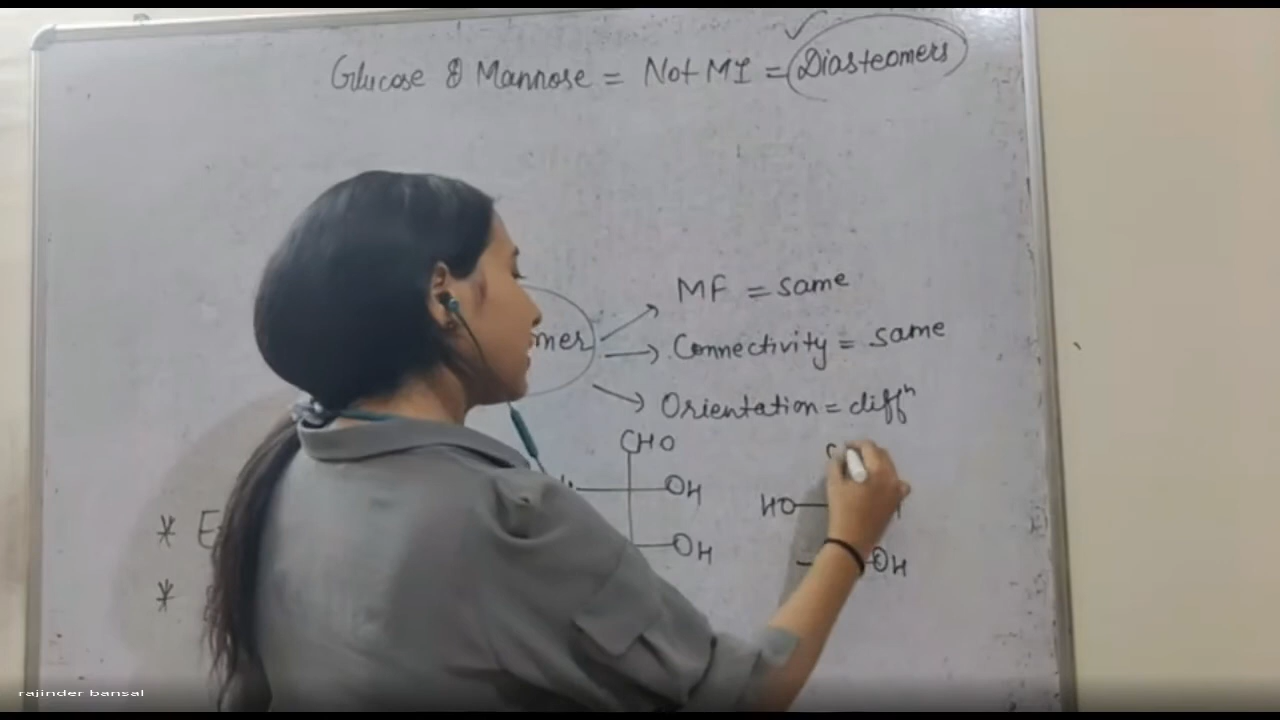 Glucose & Mannose = Not MI = Diasteomers
MF = same
mer
Connectivity = same
Orientation = diffn
CHO
OH
HO
OH
OH
* E
*
rajinder bansal